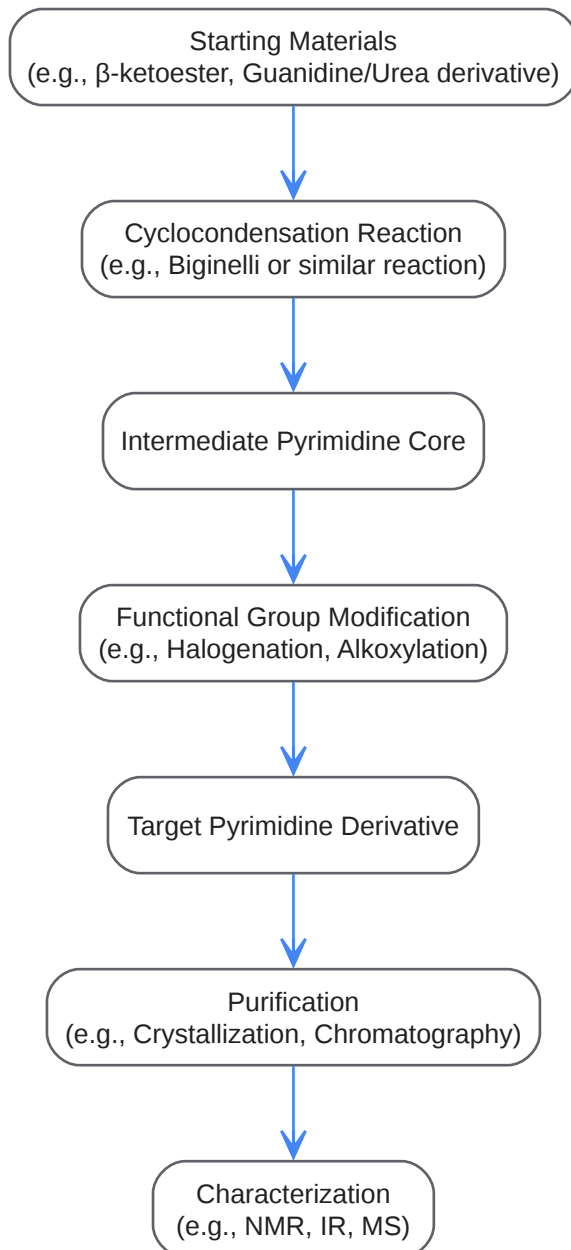 Starting Materials
(e.g., β-ketoester, Guanidine/Urea derivative)
Cyclocondensation Reaction
(e.g., Biginelli or similar reaction)
Intermediate Pyrimidine Core
Functional Group Modification
(e.g., Halogenation, Alkoxylation)
Target Pyrimidine Derivative
Purification
(e.g., Crystallization, Chromatography)
Characterization
(e.g., NMR, IR, MS)